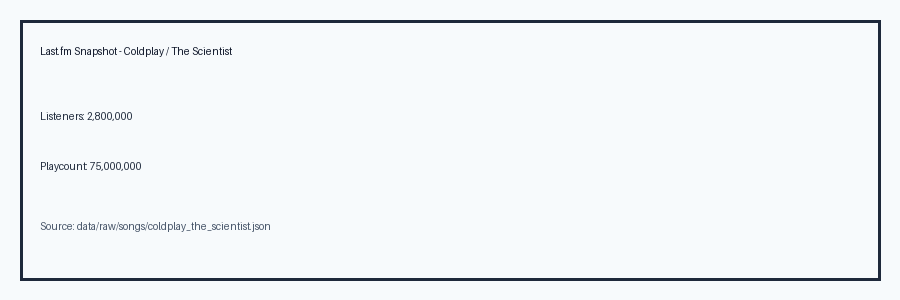 Last.fm Snapshot - Coldplay / The Scientist
Listeners: 2,800,000
Playcount: 75,000,000
Source: data/raw/songs/coldplay_the_scientist.json